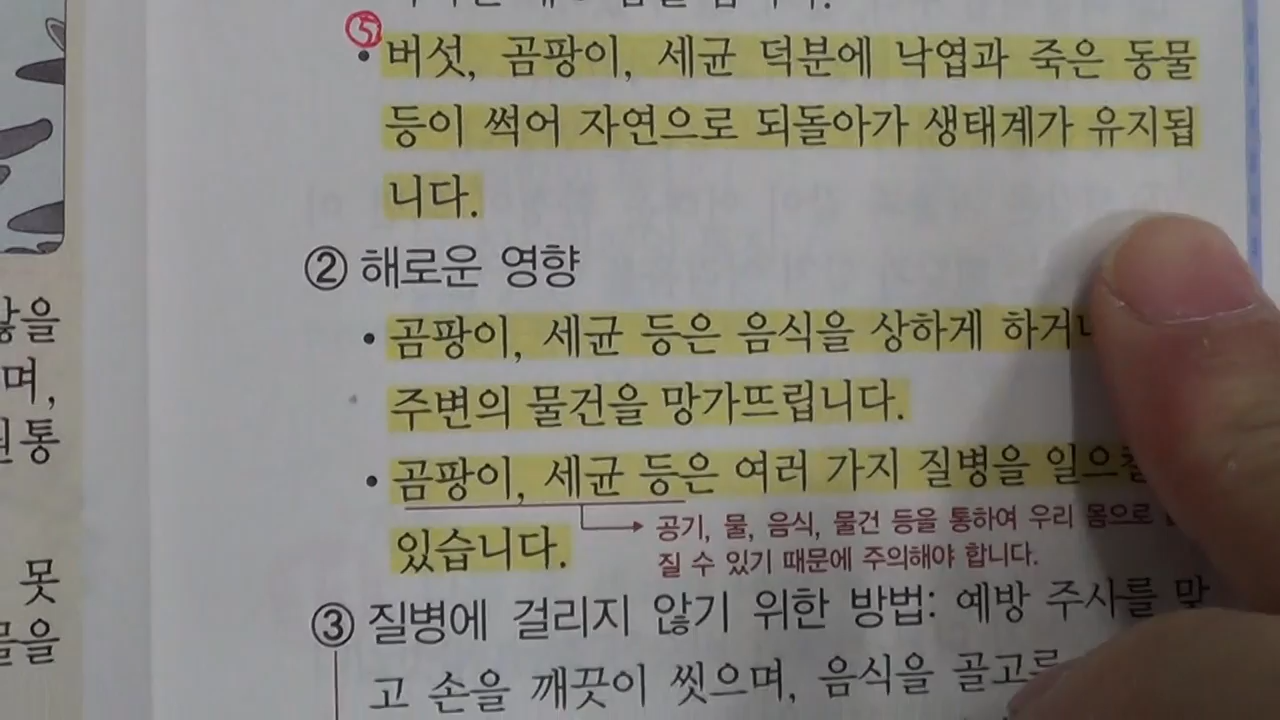 ⑤
• 버섯, 곰팡이, 세균 덕분에 낙엽과 죽은 동물
등이 썩어 자연으로 되돌아가 생태계가 유지됩
니다.
② 해로운 영향
• 곰팡이, 세균 등은 음식을 상하게
주변의 물건을 망가뜨립니다.
• 곰팡이, 세균 등은 여러 가지 질병을
공기, 물, 음식, 물건 등을 통하여 우리 몸으로
있습니다.
질 수 있기 때문에 주의해야 합니다.
③ 질병에 걸리지 않기 위한 방법: 예방 주사를 맞
고 손을 깨끗이 씻으며, 음식을
을
며,
통
못
을